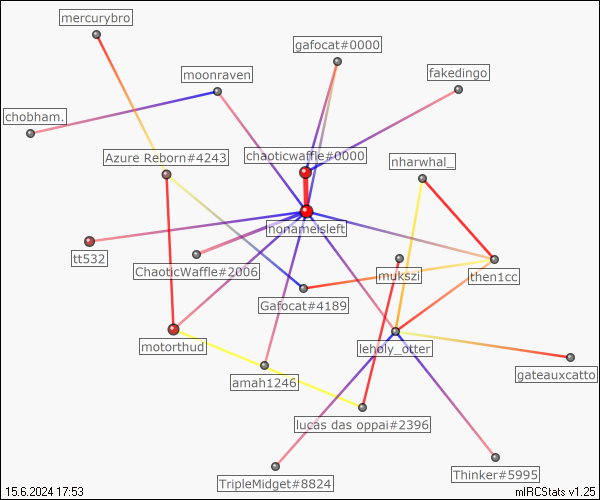 mercurybro
gafocat#0000
moonraven
fakedingo
chobham.
Azure Reborn#4243
chaoticwaffle#0000
nharwhal_
nonameisleft
tt532
ChaoticWaffle#2006
mukszi
then1cc
Gafocat#4189
motorthud
leholy_otter
gateauxcatto
amah1246
lucas das oppai#2396
TripleMidget#8824
Thinker#5995
15.6.2024 17:53
mIRCStats v1.25